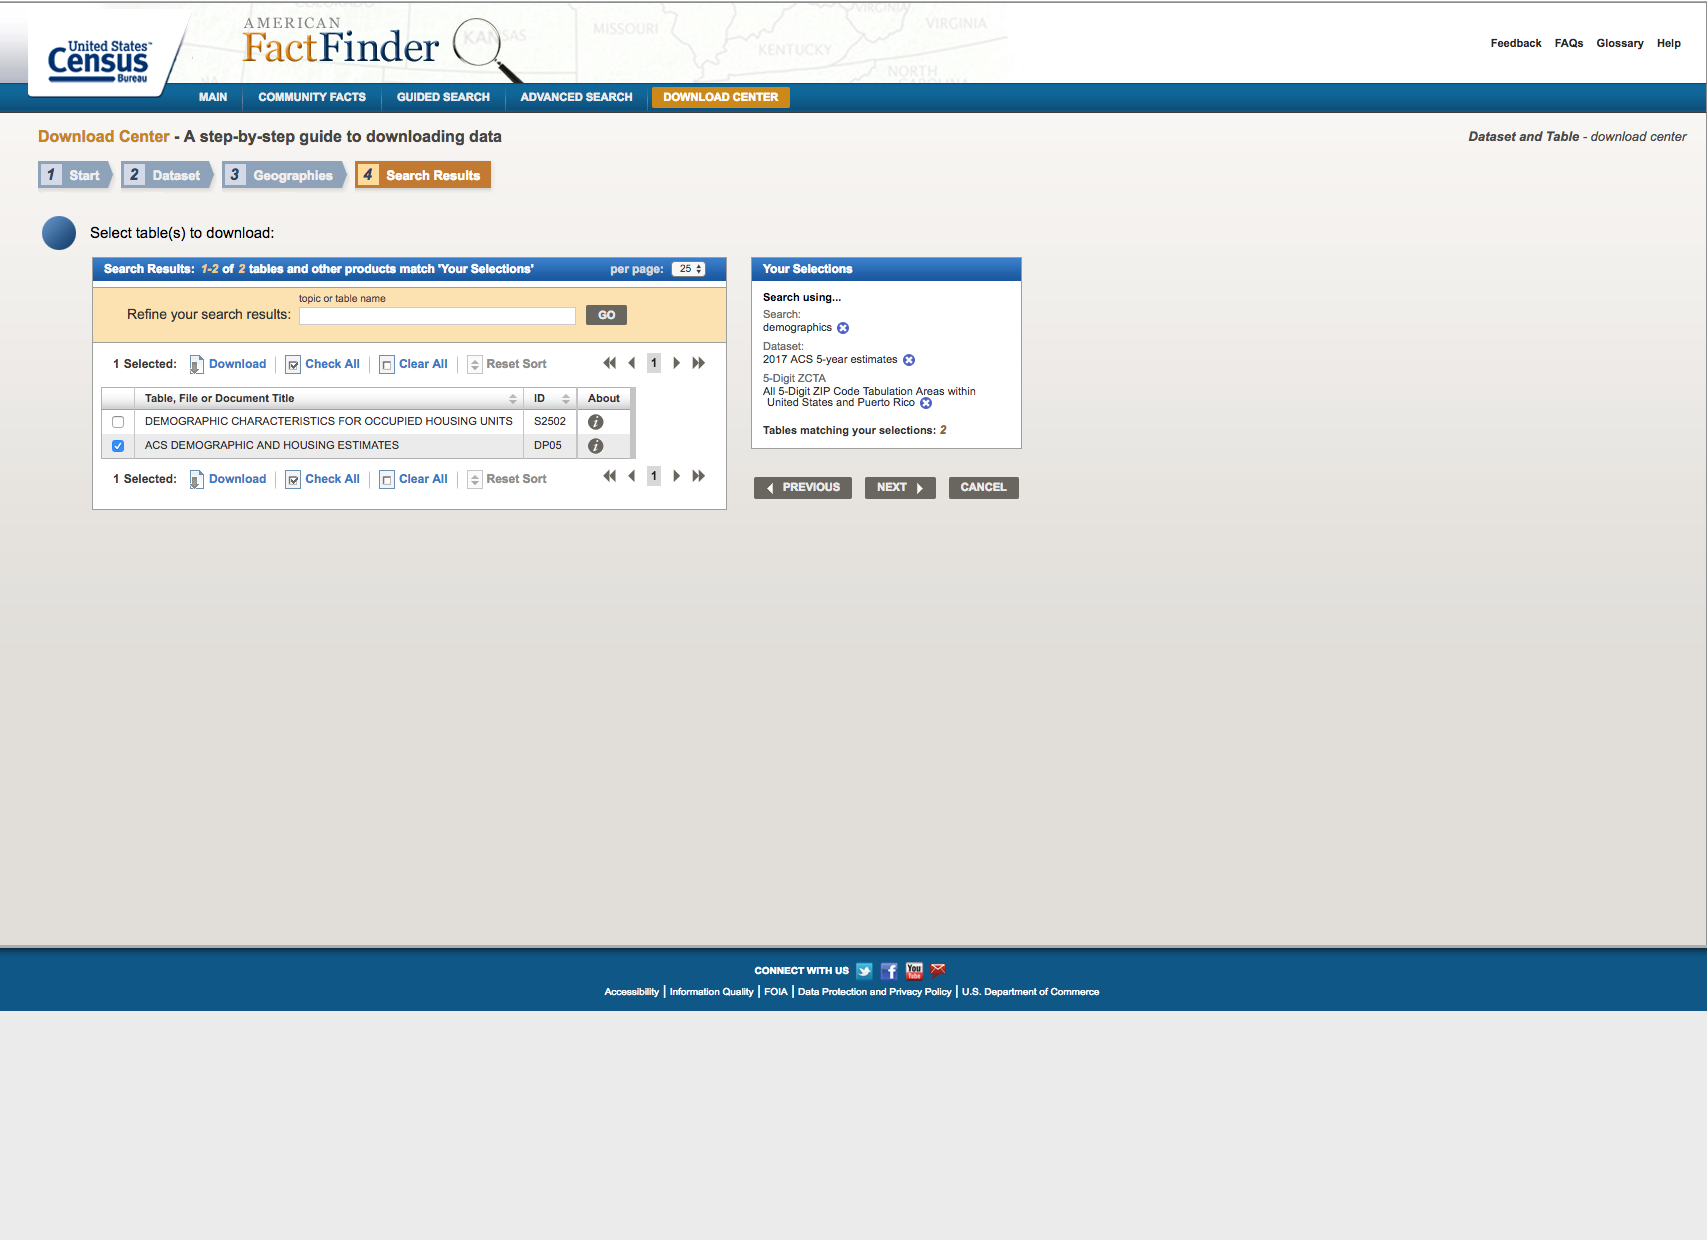 COLORADO
VIRGINIA
AMERICAN
FactFinder
KANSAS
MISSOURI
KENTUCKY
VIRGINIA
NORTH
CAROLINA
United States™
Census
Bureau
Feedback FAQs Glossary Help
MAIN COMMUNITY FACTS GUIDED SEARCH ADVANCED SEARCH DOWNLOAD CENTER
Download Center - A step-by-step guide to downloading data
Dataset and Table - download center
1 Start 2 Dataset 3 Geographies 4 Search Results
Select table(s) to download:
Search Results: 1-2 of 2 tables and other products match 'Your Selections' per page: 25
topic or table name
Refine your search results: GO
1 Selected: Download Check All Clear All Reset Sort 1
Table, File or Document Title ID About
DEMOGRAPHIC CHARACTERISTICS FOR OCCUPIED HOUSING UNITS S2502 i
ACS DEMOGRAPHIC AND HOUSING ESTIMATES DP05 i
1 Selected: Download Check All Clear All Reset Sort 1
Your Selections
Search using...
Search:
demographics
Dataset:
2017 ACS 5-year estimates
5-Digit ZCTA
All 5-Digit ZIP Code Tabulation Areas within
United States and Puerto Rico
Tables matching your selections: 2
PREVIOUS NEXT CANCEL
CONNECT WITH US f You Tube
Accessibility | Information Quality | FOIA | Data Protection and Privacy Policy | U.S. Department of Commerce